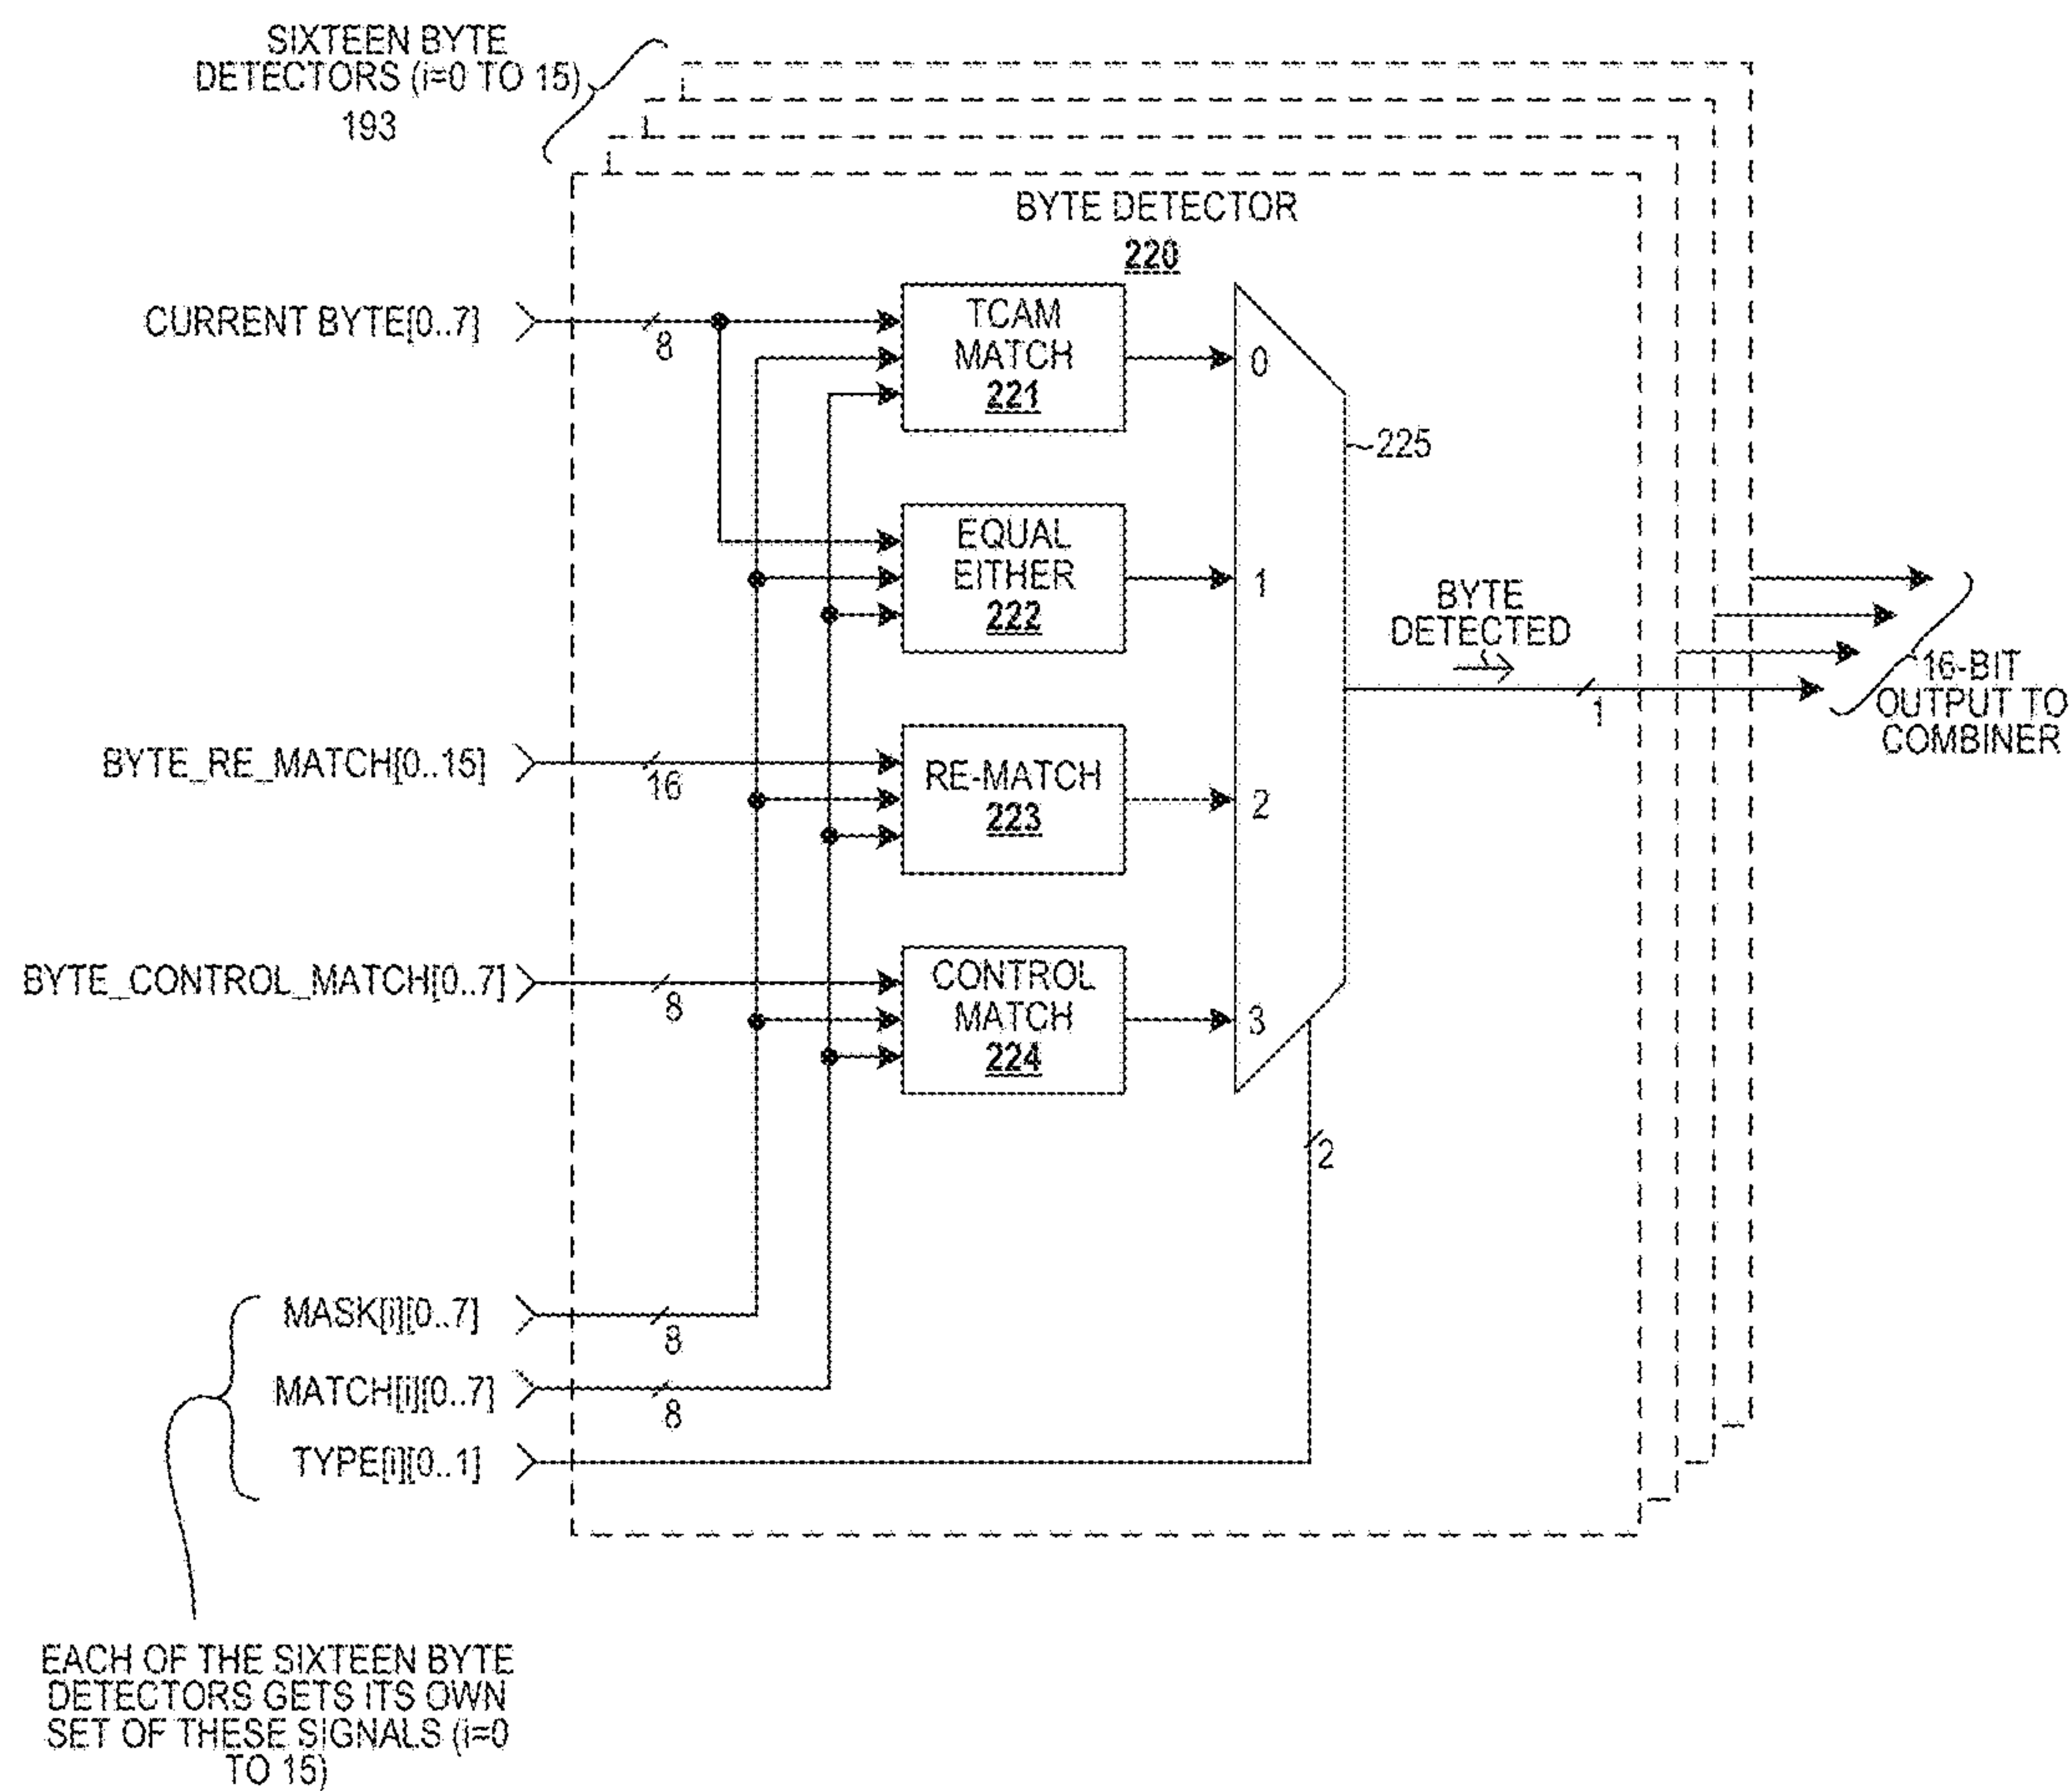 SIXTEEN BYTE
DETECTORS (i=0 TO 15)
193
BYTE DETECTOR
220
CURRENT BYTE[0..7]
8
TCAM
MATCH
221
0
225
EQUAL
EITHER
222
1
BYTE
DETECTED
1
16-BIT
OUTPUT TO
COMBINER
BYTE_RE_MATCH[0..15]
16
RE-MATCH
223
2
BYTE_CONTROL_MATCH[0..7]
8
CONTROL
MATCH
224
3
2
MASK[i][0..7]
8
MATCH[i][0..7]
8
TYPE[i][0..1]
EACH OF THE SIXTEEN BYTE
DETECTORS GETS ITS OWN
SET OF THESE SIGNALS (i=0
TO 15)